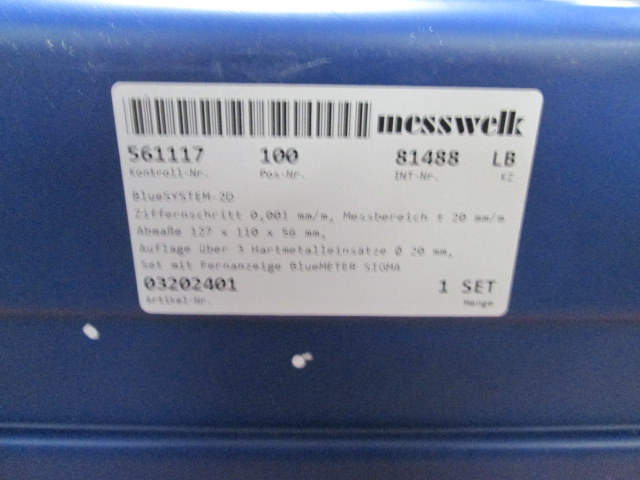 messwelk
561117 100 81488 LB
Kontroll-Nr. Pos-Nr. INT-Nr. KZ
BlueSYSTEM-2D
Ziffernschritt 0,001 mm/m, Messbereich ± 20 mm/m
Abmaße 127 x 110 x 56 mm,
Auflage über 3 Hartmetalleinsätze Ø 20 mm,
Set mit Fernanzeige BlueMETER SIGMA
03202401 1 SET
Artikel-Nr. Menge